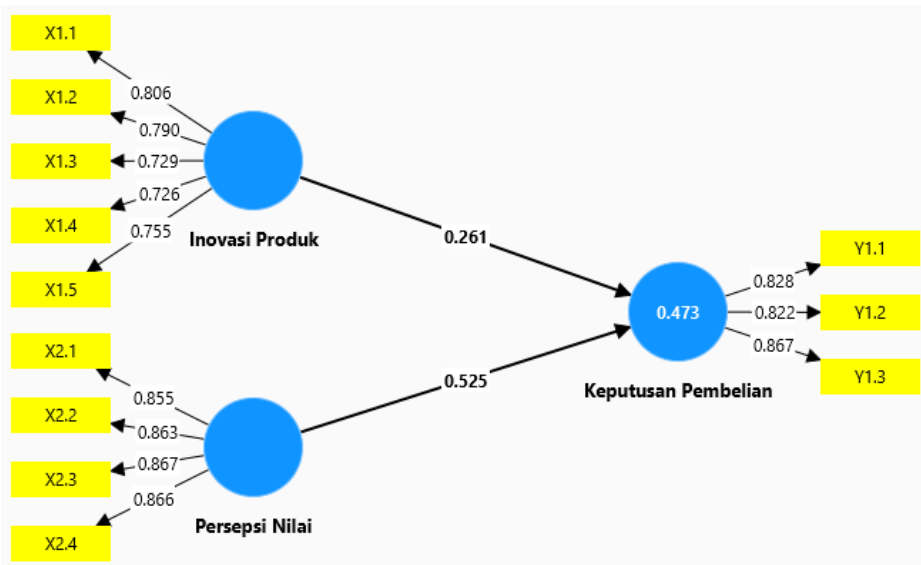 X1.1
0.806
X1.2
0.790
X1.3
0.729
X1.4
0.726
X1.5
0.755
Inovasi Produk
0.261
X2.1
0.855
X2.2
0.863
X2.3
0.867
X2.4
0.866
Persepsi Nilai
0.525
0.473
Keputusan Pembelian
Y1.1
0.828
Y1.2
0.822
Y1.3
0.867